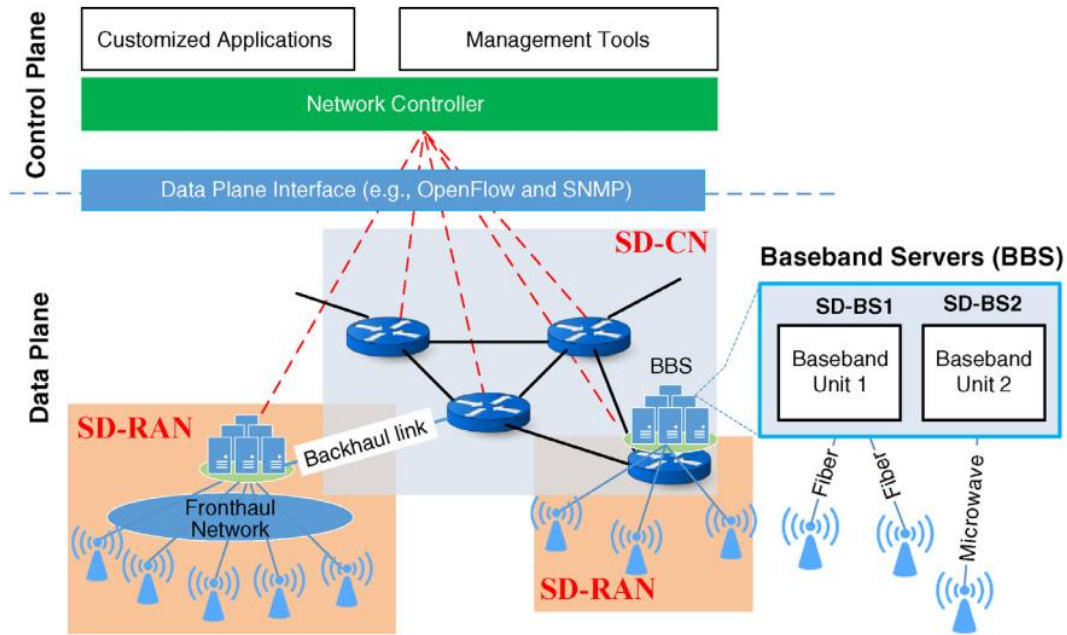 Control Plane
Customized Applications
Management Tools
Network Controller
Data Plane Interface (e.g., OpenFlow and SNMP)
Data Plane
SD-CN
Baseband Servers (BBS)
SD-BS1
SD-BS2
Baseband
Unit 1
Baseband
Unit 2
BBS
SD-RAN
Backhaul link
Fronthaul
Network
Fiber
Fiber
Microwave
SD-RAN